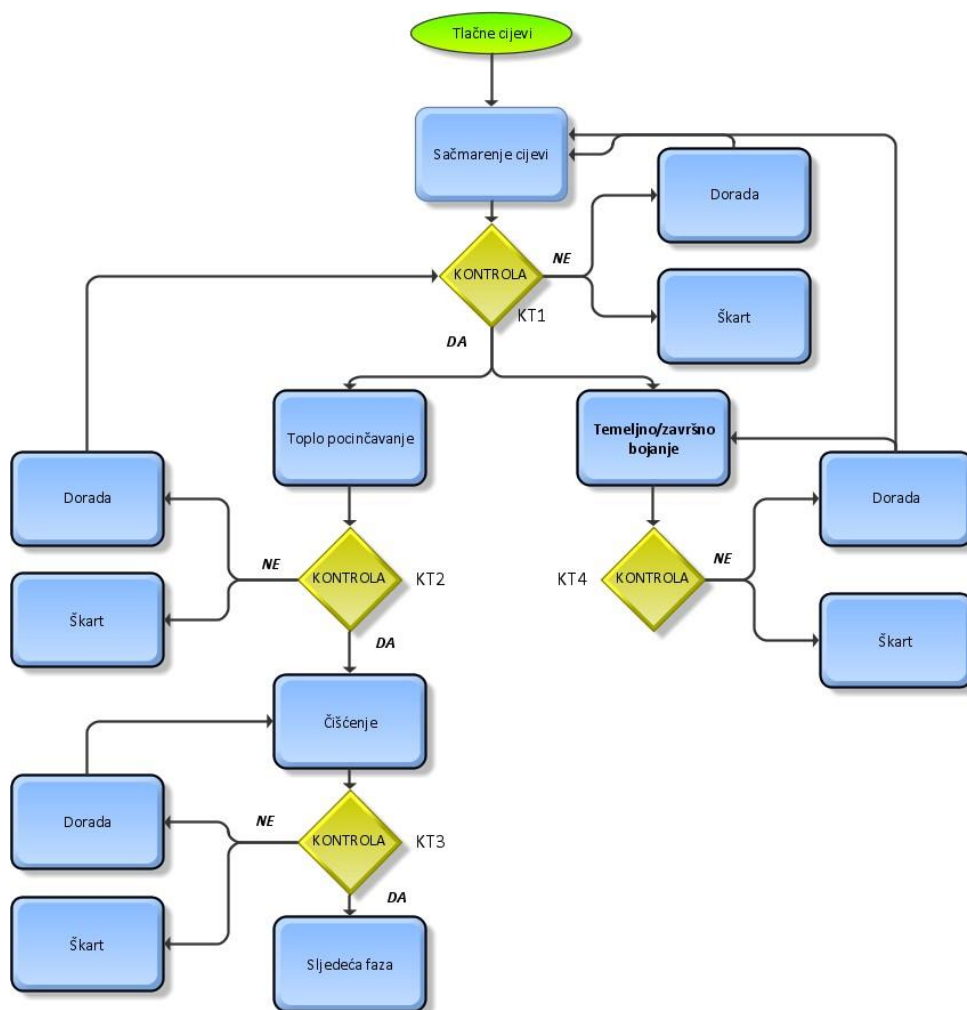 Tlačne cijevi
Sačmarenje cijevi
Dorada
KONTROLA
NE
Škart
KT1
DA
Toplo pocinčavanje
Temeljno/završno
bojanje
Dorada
Dorada
NE
KONTROLA
KT2
KT4
KONTROLA
NE
Škart
Škart
DA
Čišćenje
Dorada
NE
KONTROLA
KT3
DA
Škart
Sljedeća faza